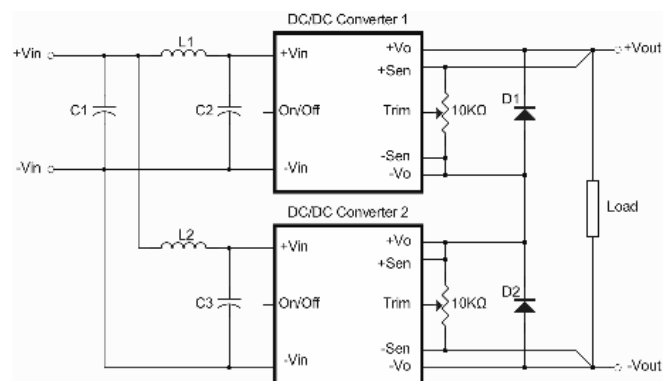 DC/DC Converter 1
+Vin
L1
+Vin
+Vo
+Vout
+Sen
C1
C2
On/Off
Trim
10KΩ
D1
-Vin
-Vin
-Sen
-Vo
Load
DC/DC Converter 2
L2
+Vin
+Vo
+Sen
C3
On/Off
Trim
10KΩ
D2
-Vin
-Sen
-Vo
-Vout